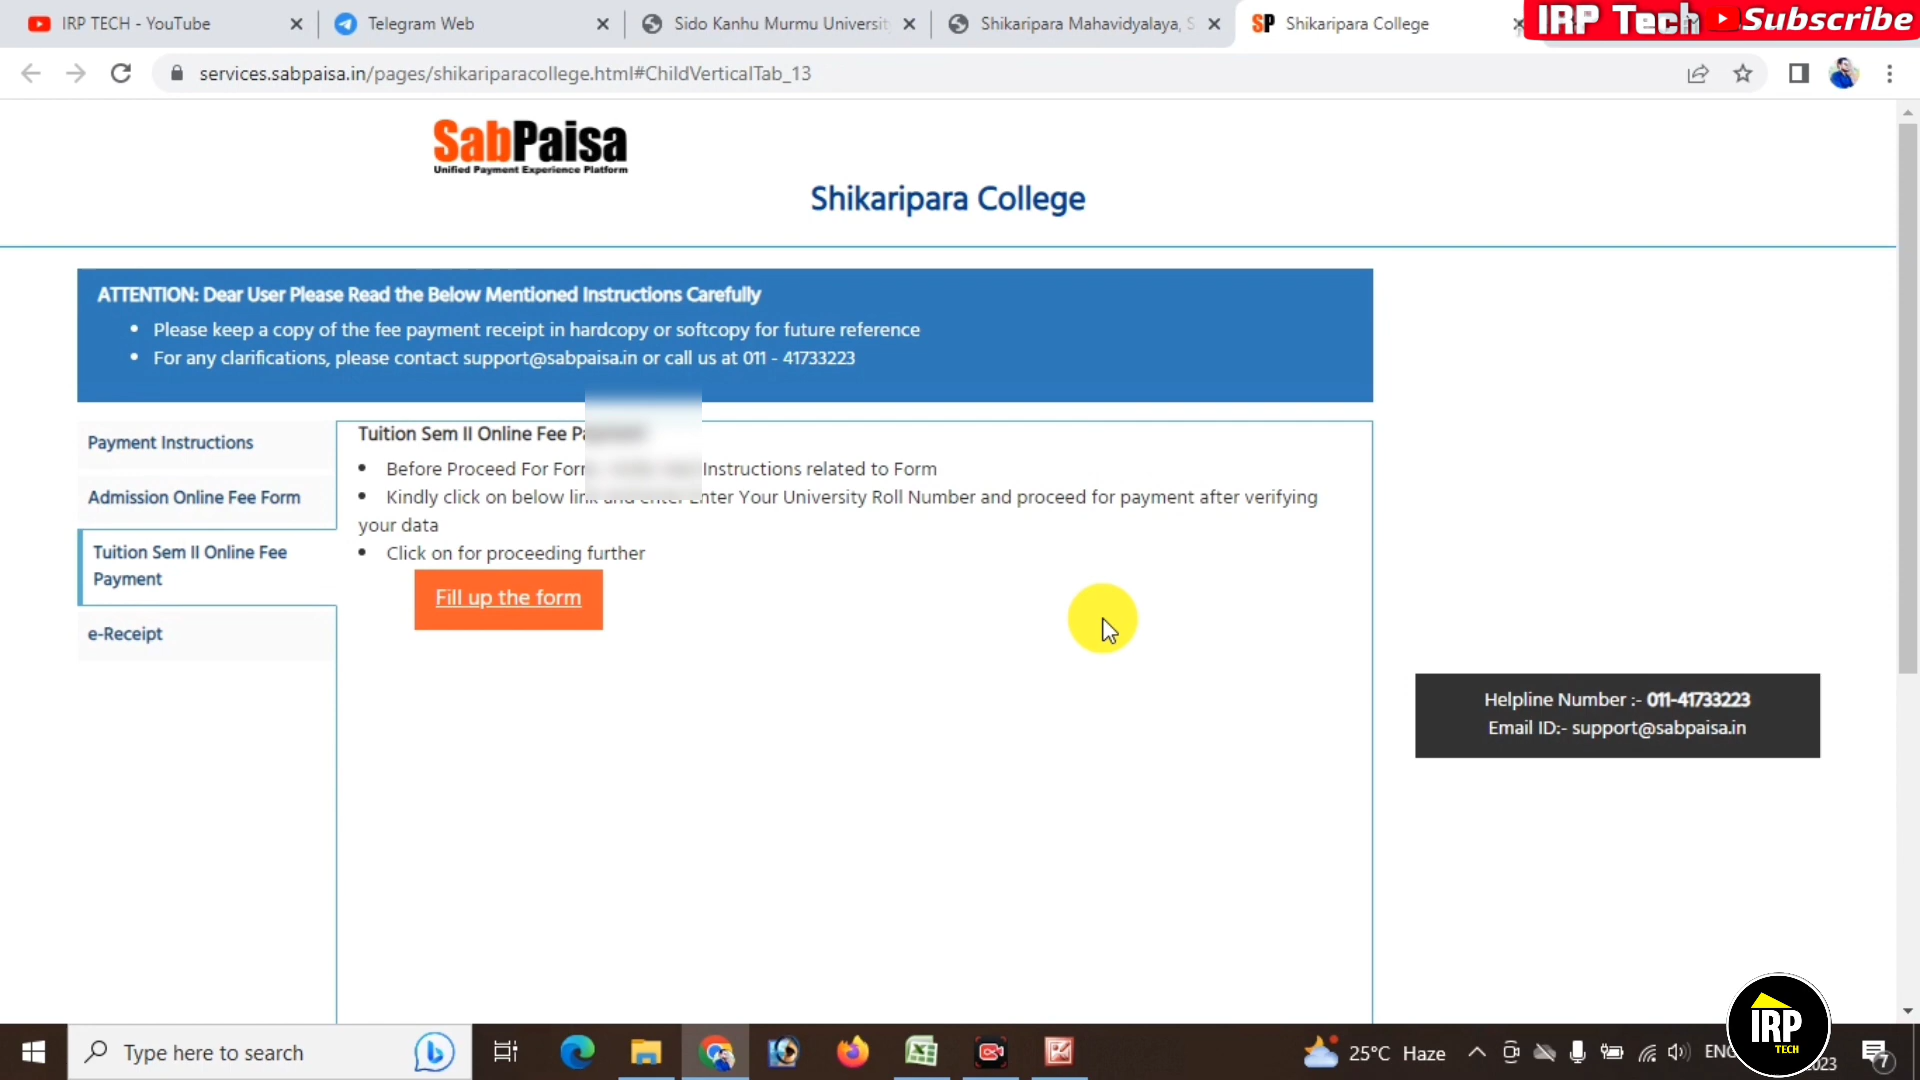 IRP TECH - YouTube
Telegram Web
Sido Kanhu Murmu Universit
Shikaripara Mahavidyalaya, S
SP Shikaripara College
IRP Tech Subscribe
services.sabpaisa.in/pages/shikariparacollege.html#ChildVerticalTab_13
SabPaisa
Unified Payment Experience Platform
Shikaripara College
ATTENTION: Dear User Please Read the Below Mentioned Instructions Carefully
Please keep a copy of the fee payment receipt in hardcopy or softcopy for future reference
For any clarifications, please contact support@sabpaisa.in or call us at 011 - 41733223
Payment Instructions
Admission Online Fee Form
Tuition Sem II Online Fee
Payment
e-Receipt
Tuition Sem II Online Fee
Before Proceed For Instructions related to Form
Kindly click on below link and enter Enter Your University Roll Number and proceed for payment after verifying
your data
Click on for proceeding further
Fill up the form
Helpline Number :- 011-41733223
Email ID:- support@sabpaisa.in
Type here to search
25°C Haze
ENG
IRP
TECH
2023
7